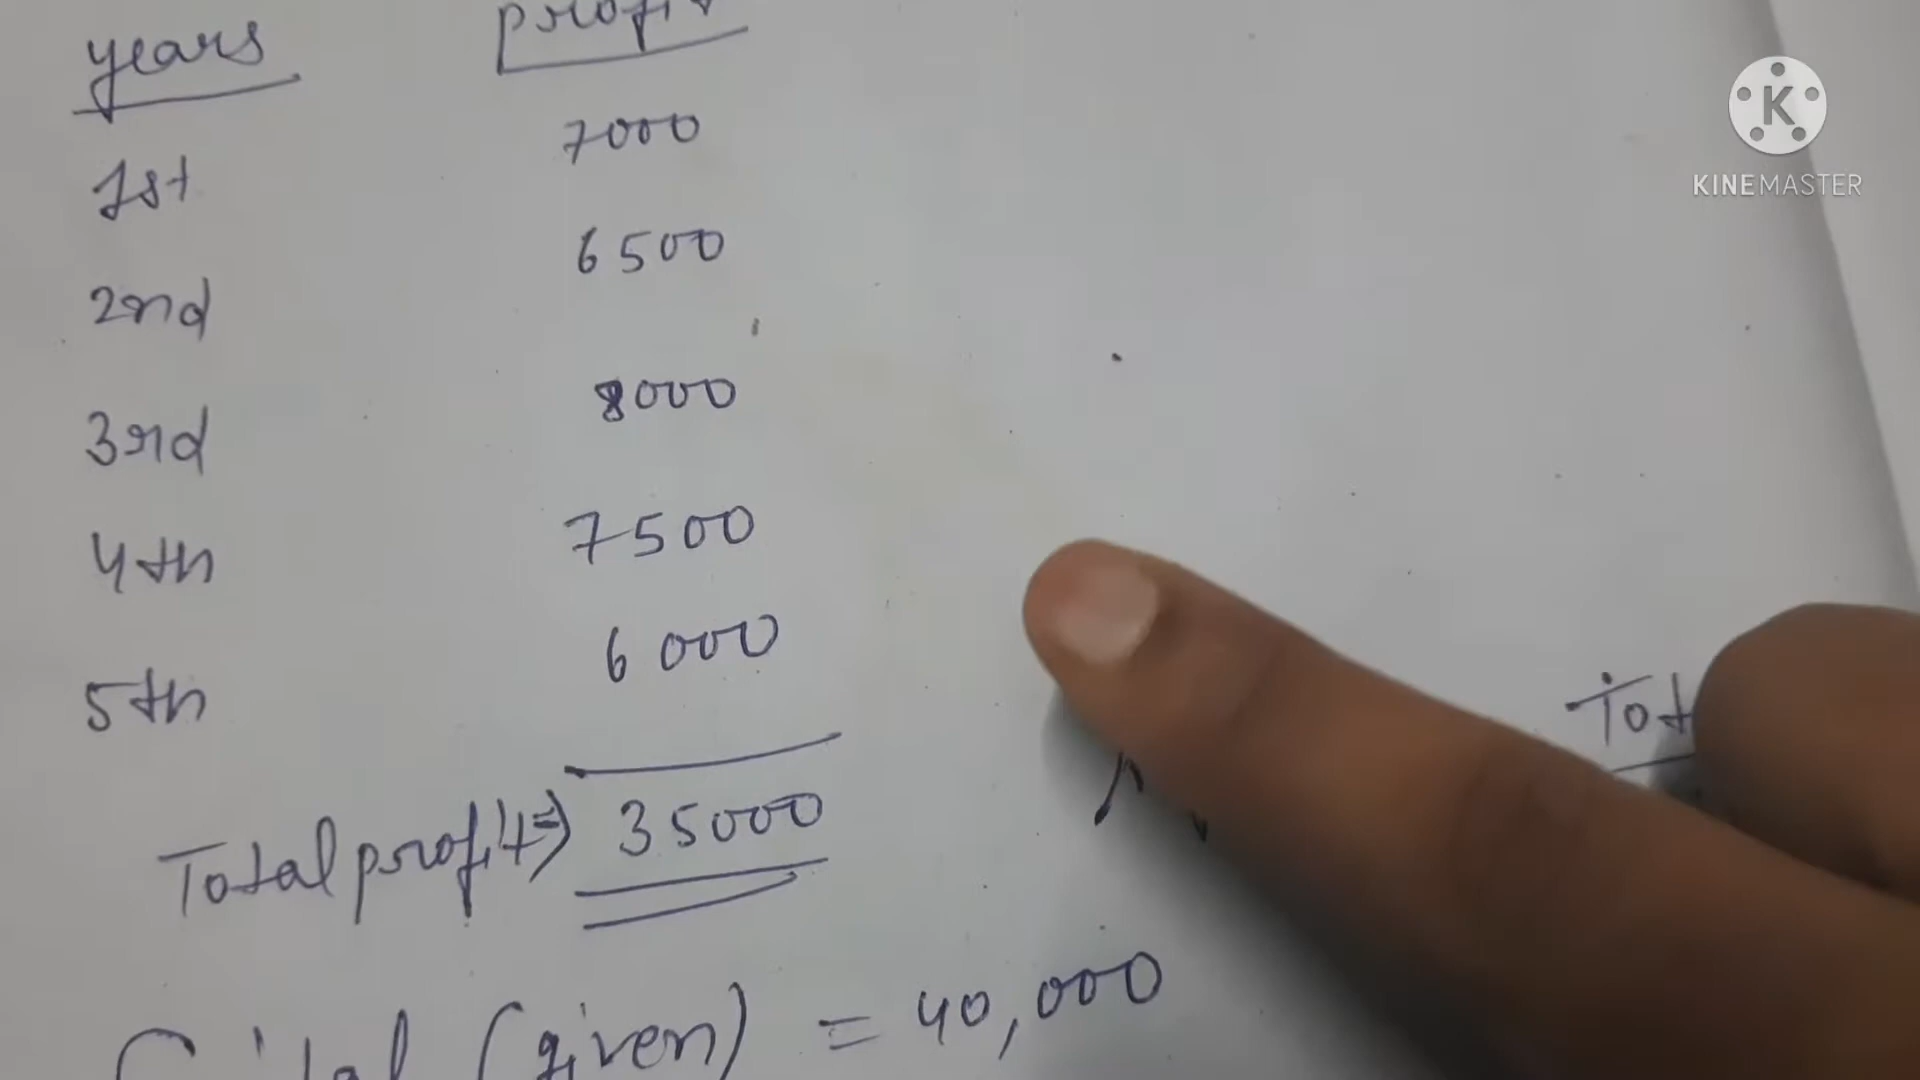 years profit
1st 7000
2nd 6500
3rd 8000
4th 7500
5th 6000
Total profit⇒ 35000
Tot
(given) = 40,000
K
KINEMASTER